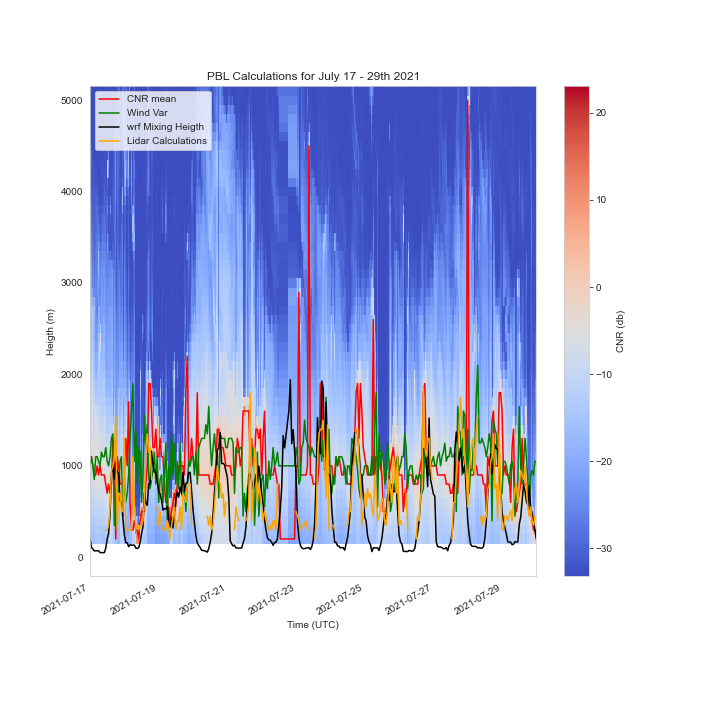 PBL Calculations for July 17 - 29th 2021
CNR mean
Wind Var
wrf Mixing Heigth
Lidar Calculations
5000
4000
3000
2000
1000
0
Heigth (m)
2021-07-17
2021-07-19
2021-07-21
2021-07-23
2021-07-25
2021-07-27
2021-07-29
Time (UTC)
20
10
0
−10
−20
−30
CNR (db)